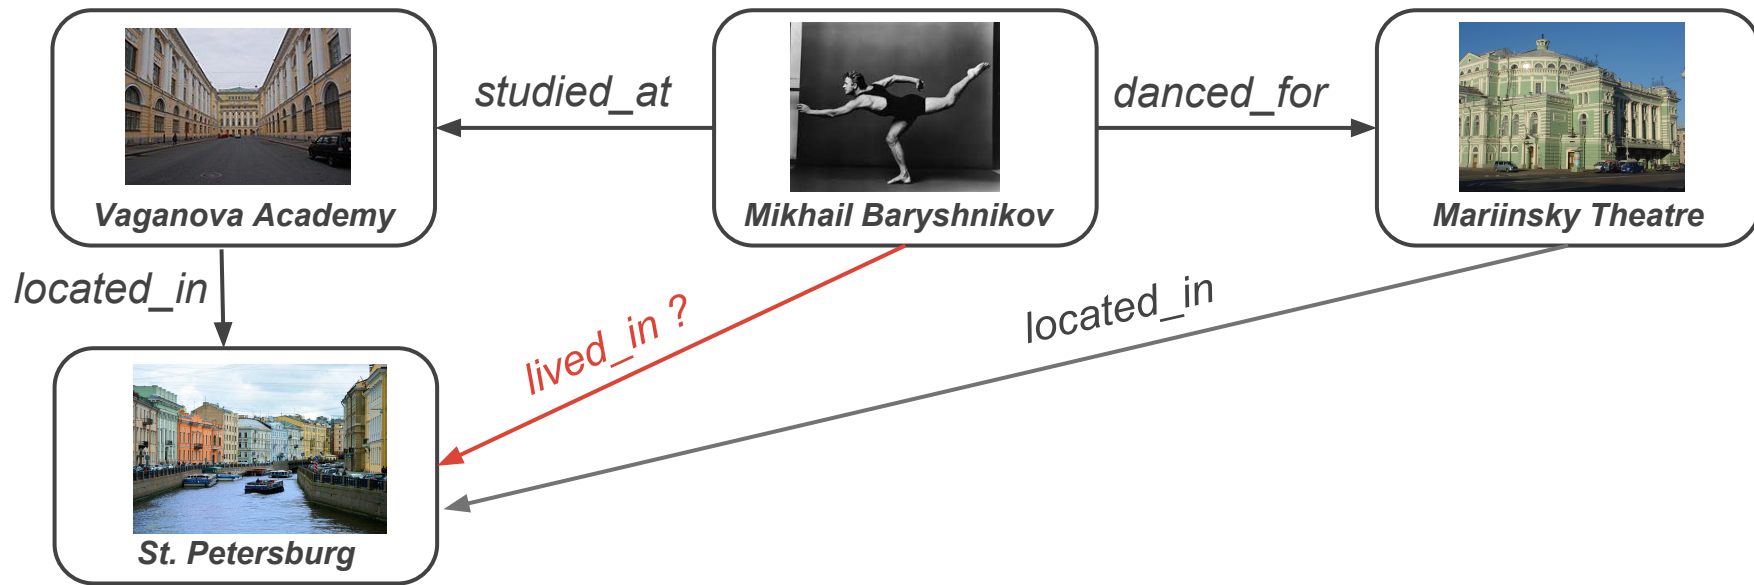 studied_at
danced_for
Vaganova Academy
Mikhail Baryshnikov
Mariinsky Theatre
located_in
lived_in ?
located_in
St. Petersburg